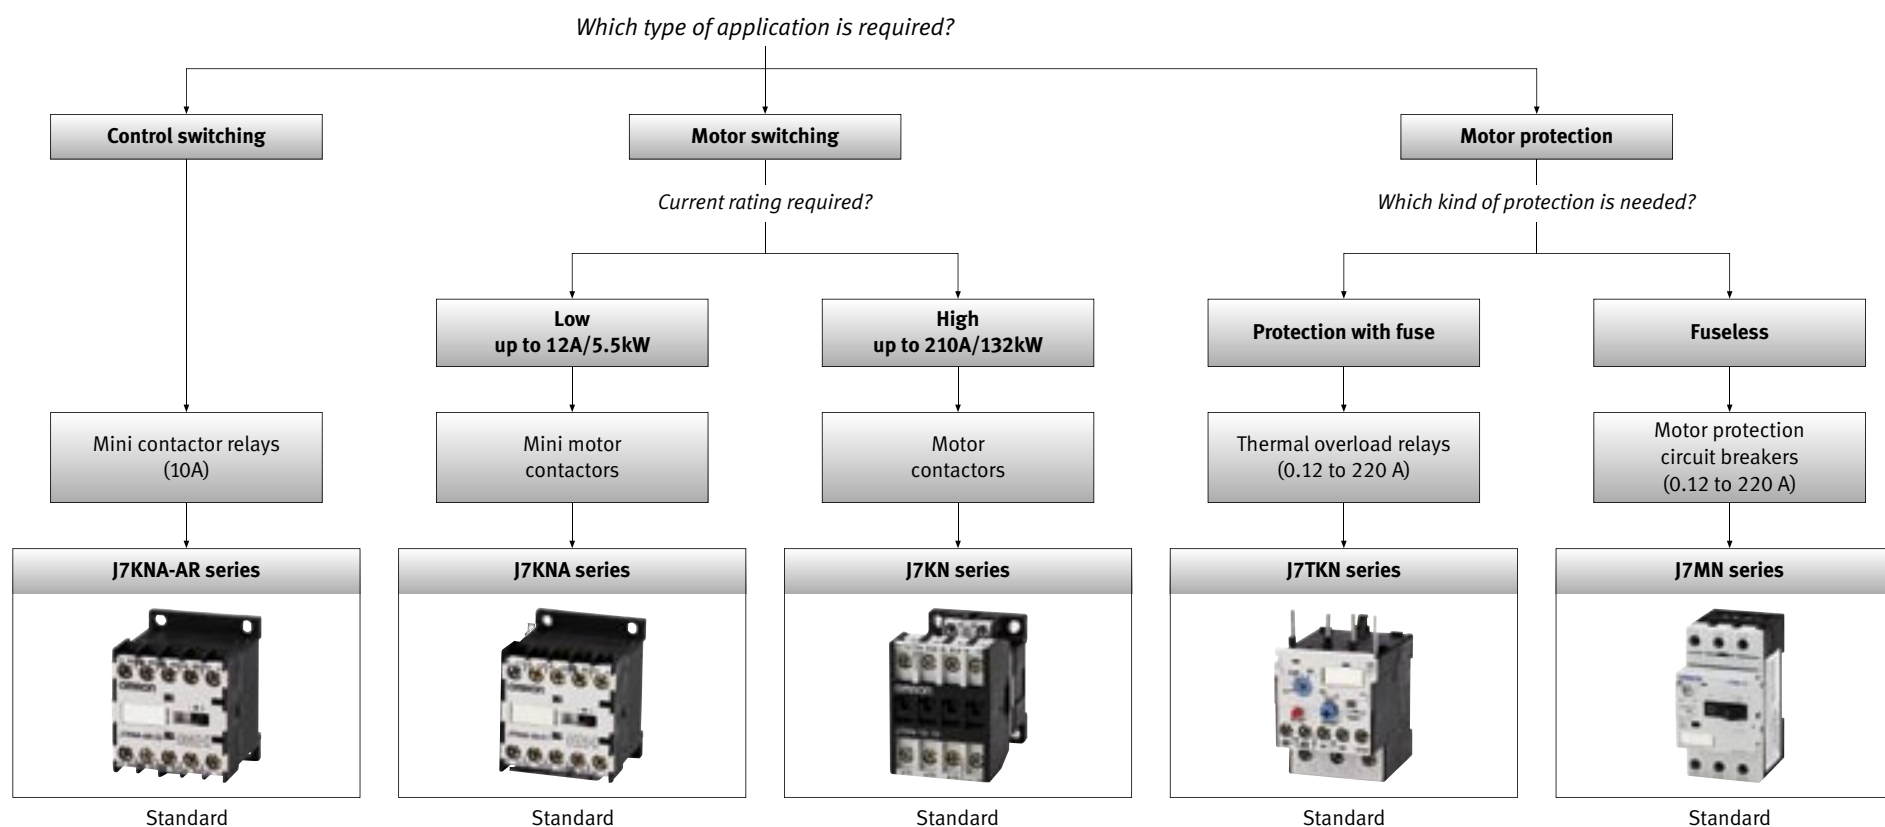 Which type of application is required?
Control switching
Motor switching
Motor protection
Current rating required?
Which kind of protection is needed?
Low
up to 12A/5.5kW
High
up to 210A/132kW
Protection with fuse
Fuseless
Mini contactor relays
(10A)
Mini motor
contactors
Motor
contactors
Thermal overload relays
(0.12 to 220 A)
Motor protection
circuit breakers
(0.12 to 220 A)
J7KNA-AR series
J7KNA series
J7KN series
J7TKN series
J7MN series
OMRON
OMRON
OMRON
Standard
Standard
Standard
Standard
Standard